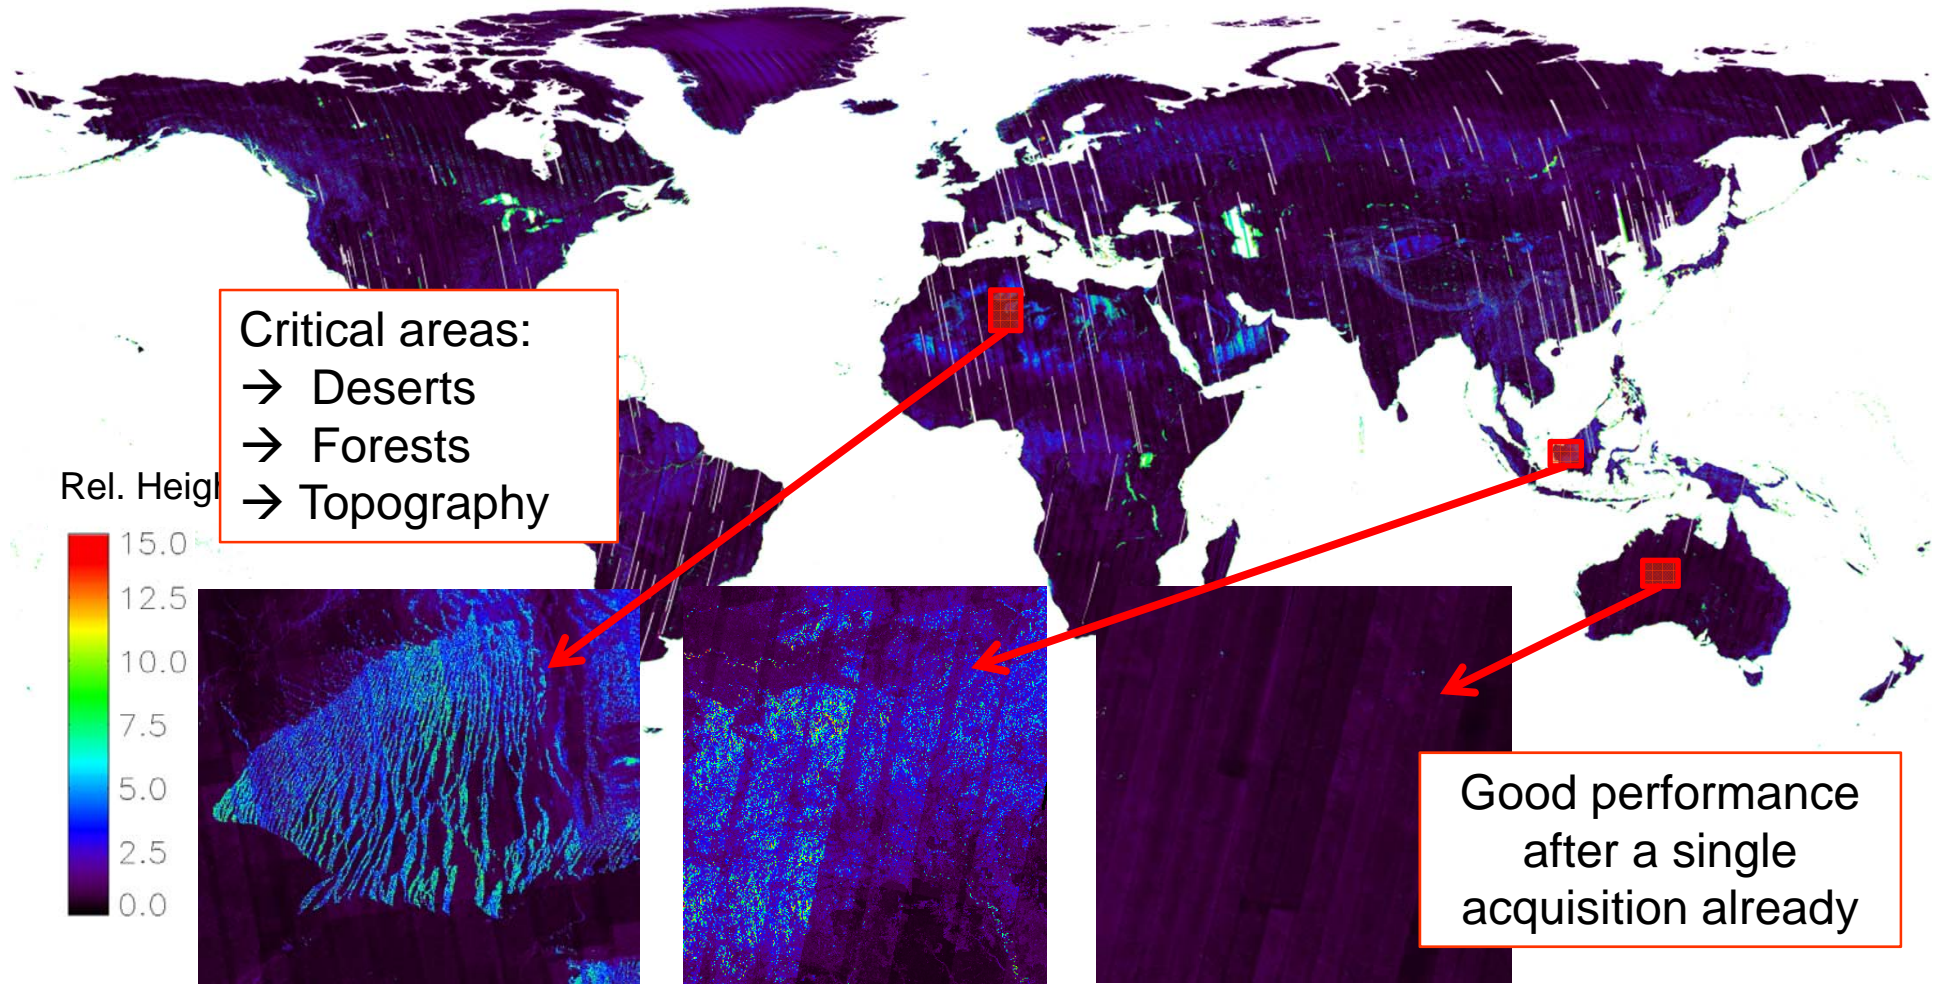 Critical areas:
→ Deserts
→ Forests
→ Topography
Rel.
15.0
12.5
10.0
7.5
5.0
2.5
0.0
Good performance
after a single
acquisition already